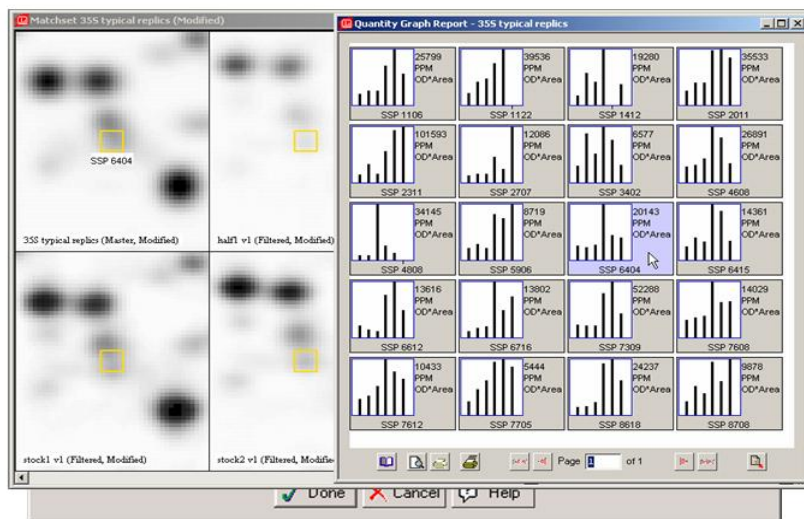 Matchset 35S typical replics (Modified)
SSP 6404
35S typical replics (Master, Modified)
half1 v1 (Filtered, Modified)
stock1 v1 (Filtered, Modified)
stock2 v1 (Filtered, Modified)
Quantity Graph Report - 35S typical replics
25799 PPM OD*Area
SSP 1106
39536 PPM OD*Area
SSP 1122
19280 PPM OD*Area
SSP 1412
35533 PPM OD*Area
SSP 2011
101593 PPM OD*Area
SSP 2311
12086 PPM OD*Area
SSP 2707
6577 PPM OD*Area
SSP 3402
26891 PPM OD*Area
SSP 4608
34145 PPM OD*Area
SSP 4808
8719 PPM OD*Area
SSP 5906
20143 PPM OD*Area
SSP 6404
14361 PPM OD*Area
SSP 6415
13616 PPM OD*Area
SSP 6612
13802 PPM OD*Area
SSP 6716
52288 PPM OD*Area
SSP 7309
14029 PPM OD*Area
SSP 7608
10433 PPM OD*Area
SSP 7612
5444 PPM OD*Area
SSP 7705
24237 PPM OD*Area
SSP 8618
9878 PPM OD*Area
SSP 8708
Page 1 of 1
Done Cancel Help